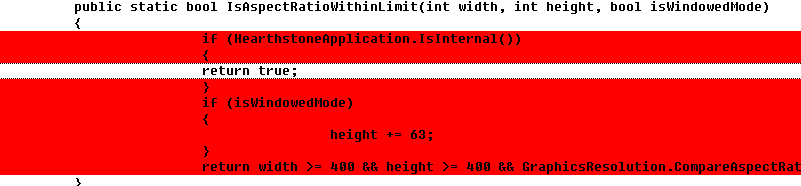 public static bool IsAspectRatioWithinLimit(int width, int height, bool isWindowedMode)
{
if (HearthstoneApplication.IsInternal())
{
return true;
}
if (isWindowedMode)
{
height += 63;
}
return width >= 400 && height >= 400 && GraphicsResolution.CompareAspectRat
}